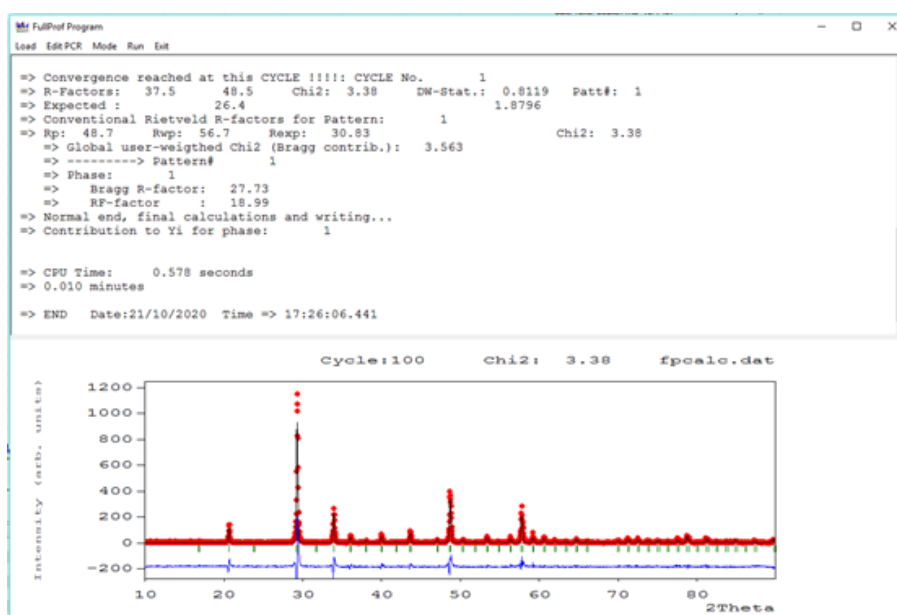 FullProf Program
Load Edit PCR Mode Run Exit
=> Convergence reached at this CYCLE !!!!: CYCLE No. 1
=> R-Factors: 37.5 48.5 Chi2: 3.38 DW-Stat.: 0.8119 Patt#: 1
=> Expected : 26.4 1.8796
=> Conventional Rietveld R-factors for Pattern: 1
=> Rp: 48.7 Rwp: 56.7 Rexp: 30.83 Chi2: 3.38
=> Global user-weigthed Chi2 (Bragg contrib.): 3.563
=> ---------> Pattern# 1
=> Phase: 1
=> Bragg R-factor: 27.73
=> RF-factor : 18.99
=> Normal end, final calculations and writing...
=> Contribution to Yi for phase: 1
=> CPU Time: 0.578 seconds
=> 0.010 minutes
=> END Date:21/10/2020 Time => 17:26:06.441
Cycle:100 Chi2: 3.38 fpcalc.dat
Intensity (arb. units)
1200
1000
800
600
400
200
0
-200
10 20 30 40 50 60 70 80
2Theta